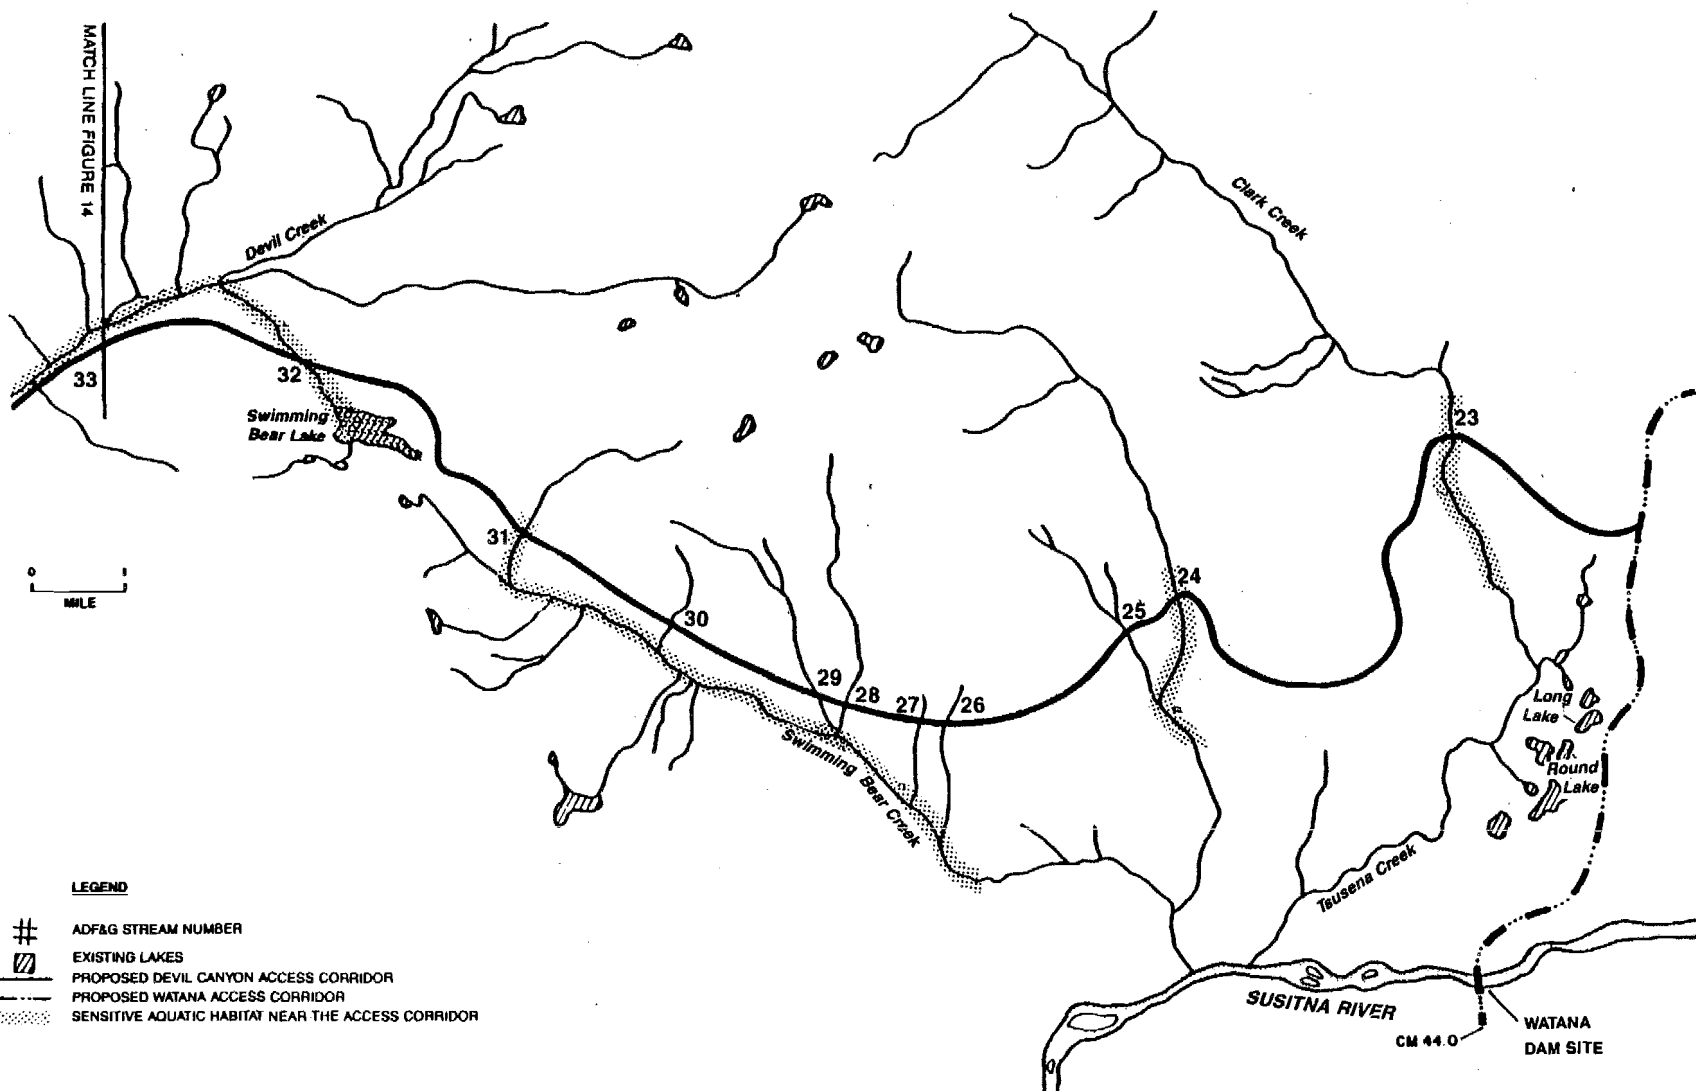 MATCH LINE FIGURE 14
Devil Creek
Clark Creek
33
32
Swimming
Bear Lake
23
31
0 1
MILE
24
25
30
29
28
27
26
Swimming Bear Creek
Long
Lake
Round
Lake
Tsusena Creek
LEGEND
# ADF&G STREAM NUMBER
EXISTING LAKES
PROPOSED DEVIL CANYON ACCESS CORRIDOR
PROPOSED WATANA ACCESS CORRIDOR
SENSITIVE AQUATIC HABITAT NEAR THE ACCESS CORRIDOR
SUSITNA RIVER
CM 44.0
WATANA
DAM SITE